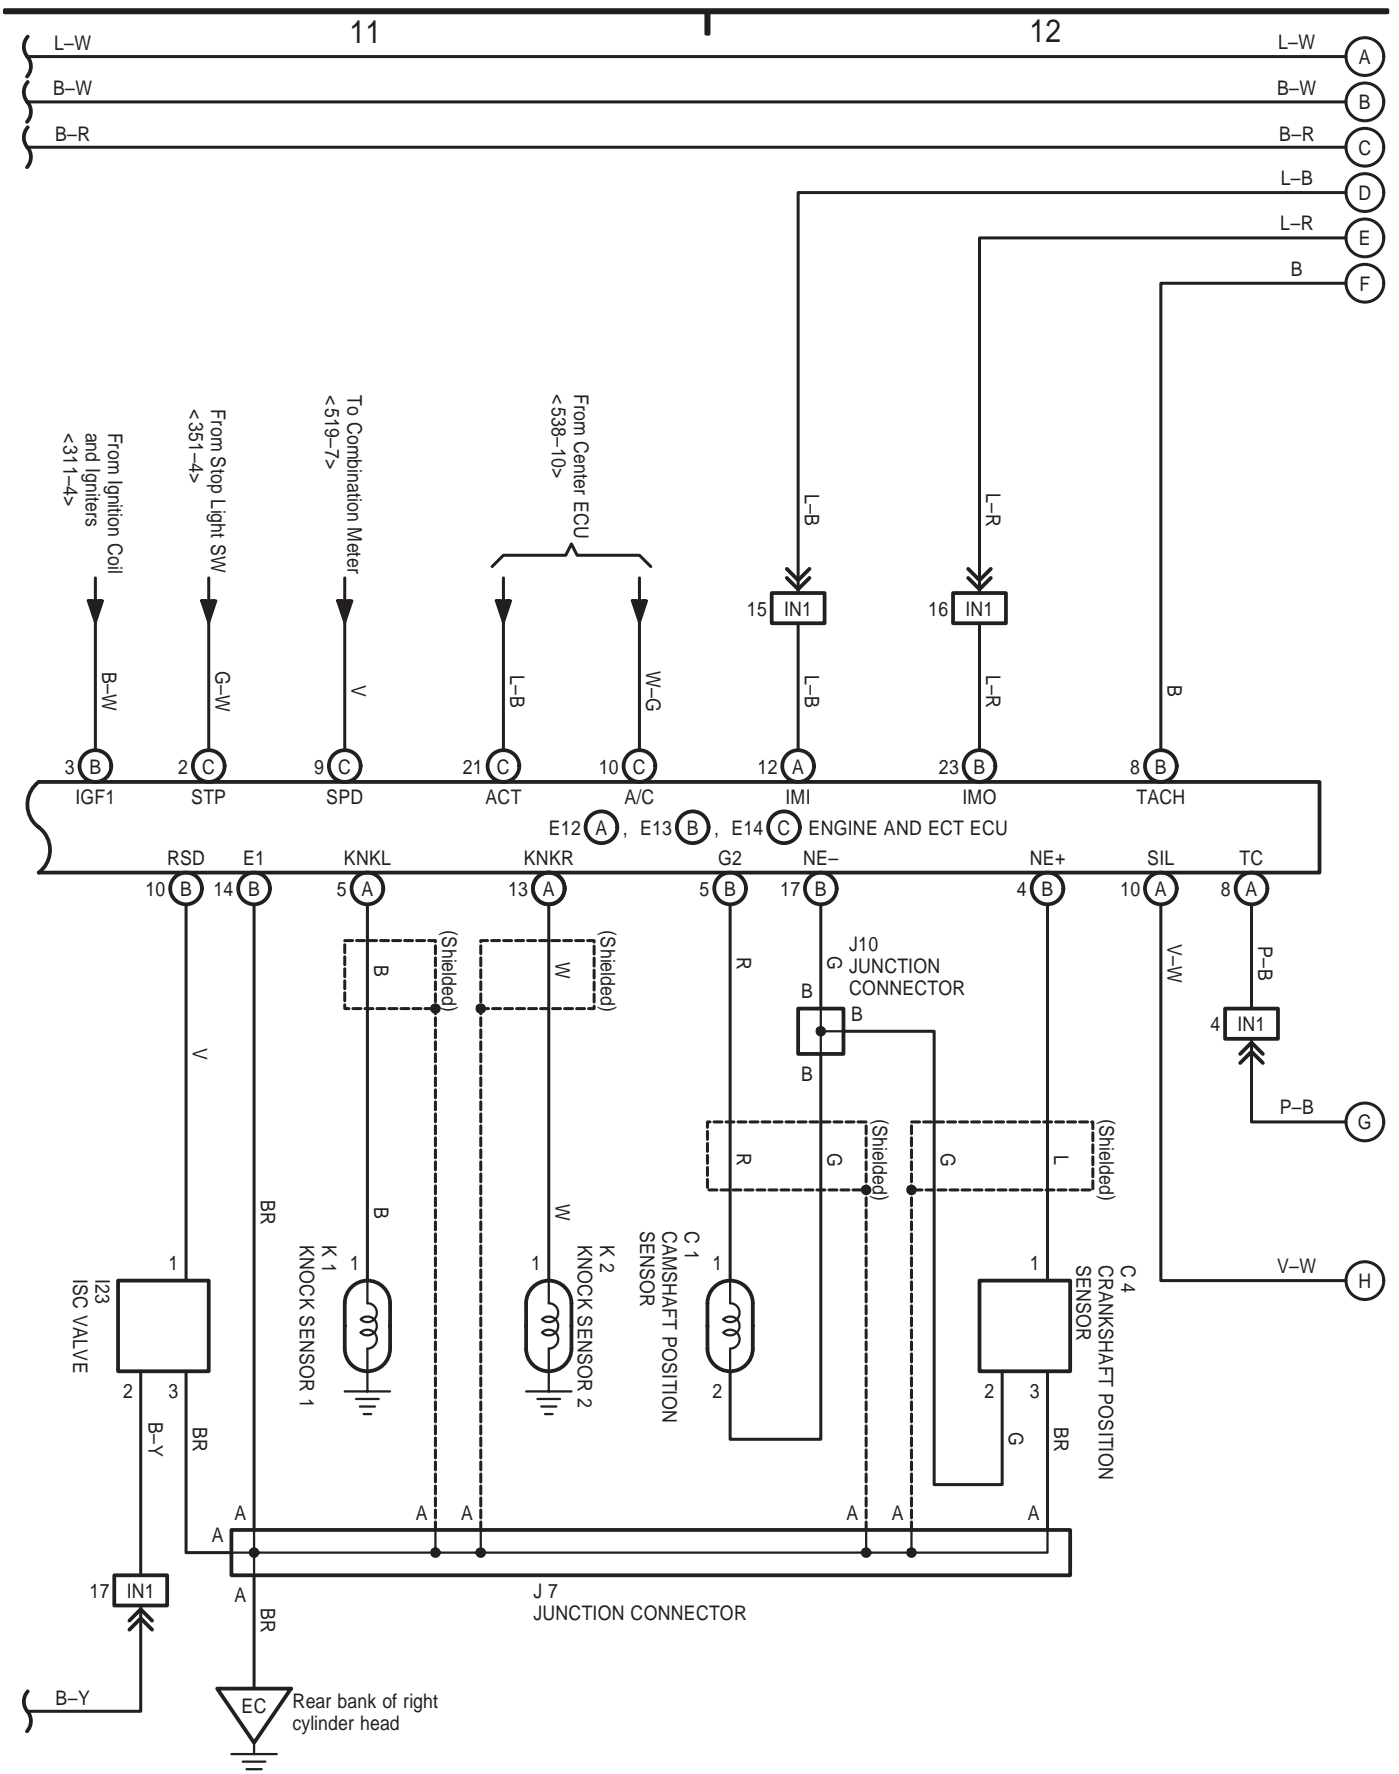 11
12
L–W
L–W
A
B–W
B–W
B
B–R
B–R
C
L–B
D
L–R
E
B
F
From Ignition Coil
and Igniters
<311–4>
From Stop Light SW
<351–4>
To Combination Meter
<519–7>
From Center ECU
<538–10>
L–B
L–R
15 IN1
16 IN1
B–W
G–W
V
L–B
W–G
L–B
L–R
B
3 B
2 C
9 C
21 C
10 C
12 A
23 B
8 B
IGF1
STP
SPD
ACT
A/C
IMI
IMO
TACH
E12 A , E13 B , E14 C ENGINE AND ECT ECU
RSD
E1
KNKL
KNKR
G2
NE–
NE+
SIL
TC
10 B
14 B
5 A
13 A
5 B
17 B
4 B
10 A
8 A
B
(Shielded)
W
(Shielded)
R
G
J10
JUNCTION
CONNECTOR
V–W
P–B
B
B
B
4 IN1
V
P–B
G
R
G
(Shielded)
G
L
(Shielded)
BR
B
W
V–W
H
1
I23
ISC VALVE
2
3
K 1
KNOCK SENSOR 1
1
K 2
KNOCK SENSOR 2
1
C 1
CAMSHAFT POSITION
SENSOR
1
2
C 4
CRANKSHAFT POSITION
SENSOR
1
2
3
B–Y
BR
G
BR
A
A
A
A
A
A
A
A
17 IN1
J 7
JUNCTION CONNECTOR
BR
B–Y
EC
Rear bank of right
cylinder head